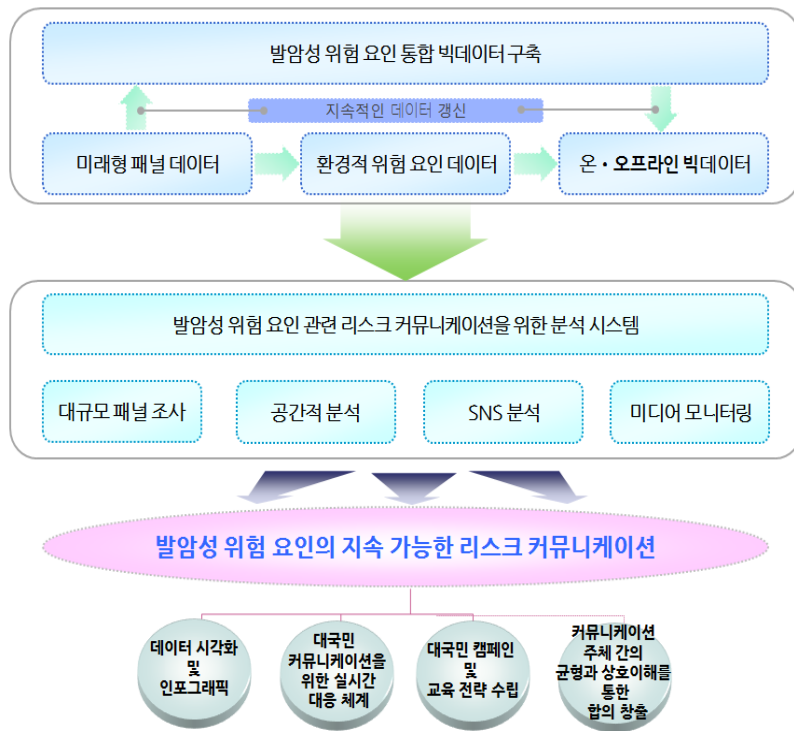 발암성 위험 요인 통합 빅데이터 구축
지속적인 데이터 갱신
미래형 패널 데이터
환경적 위험 요인 데이터
온・오프라인 빅데이터
발암성 위험 요인 관련 리스크 커뮤니케이션을 위한 분석 시스템
대규모 패널 조사
공간적 분석
SNS 분석
미디어 모니터링
발암성 위험 요인의 지속 가능한 리스크 커뮤니케이션
데이터 시각화
및
인포그래픽
대국민
커뮤니케이션을
위한 실시간
대응 체계
대국민 캠페인
및
교육 전략 수립
커뮤니케이션
주체 간의
균형과 상호이해를
통한
합의 창출